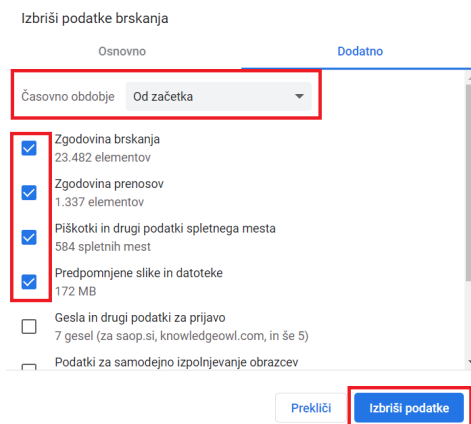 Izbriši podatke brskanja
Osnovno
Dodatno
Časovno obdobje Od začetka
Zgodovina brskanja
23.482 elementov
Zgodovina prenosov
1.337 elementov
Piškotki in drugi podatki spletnega mesta
584 spletnih mest
Predpomnjene slike in datoteke
172 MB
Gesla in drugi podatki za prijavo
7 gesel (za saop.si, knowledgeowl.com, in še 5)
Podatki za samodejno izpolnjevanje obrazcev
Prekliči
Izbriši podatke